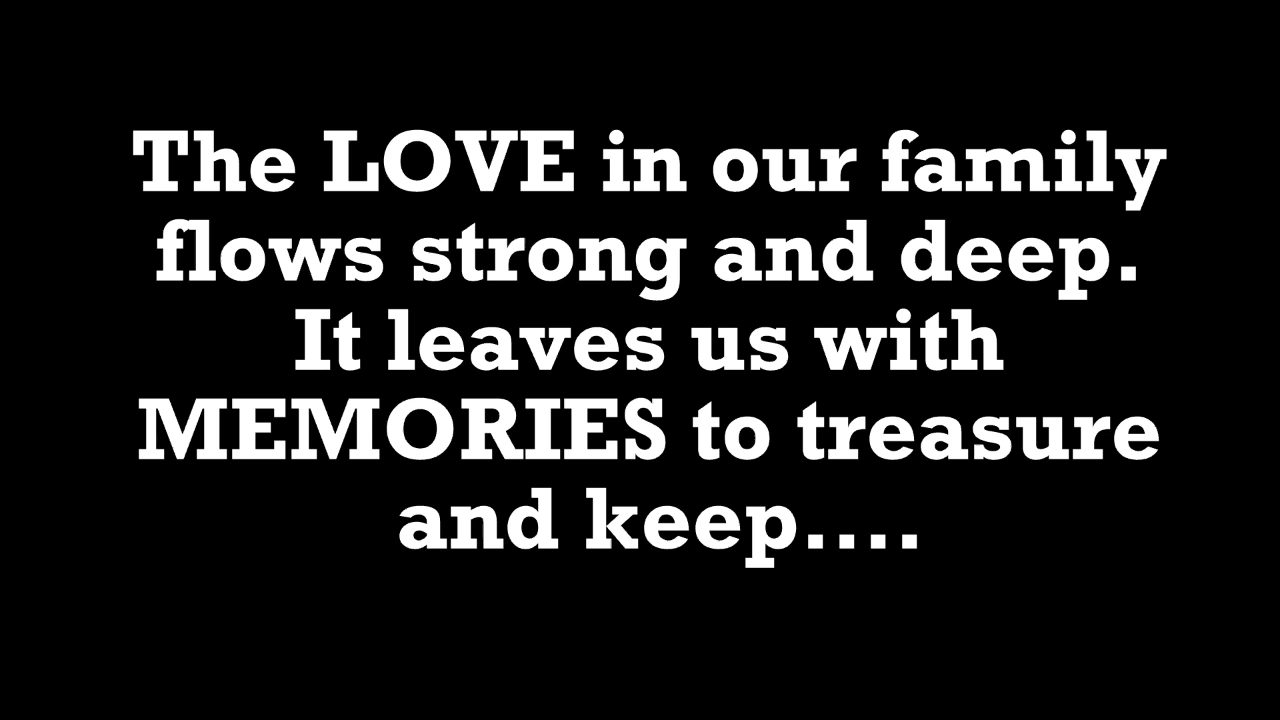 The LOVE in our family
flows strong and deep.
It leaves us with
MEMORIES to treasure
and keep....